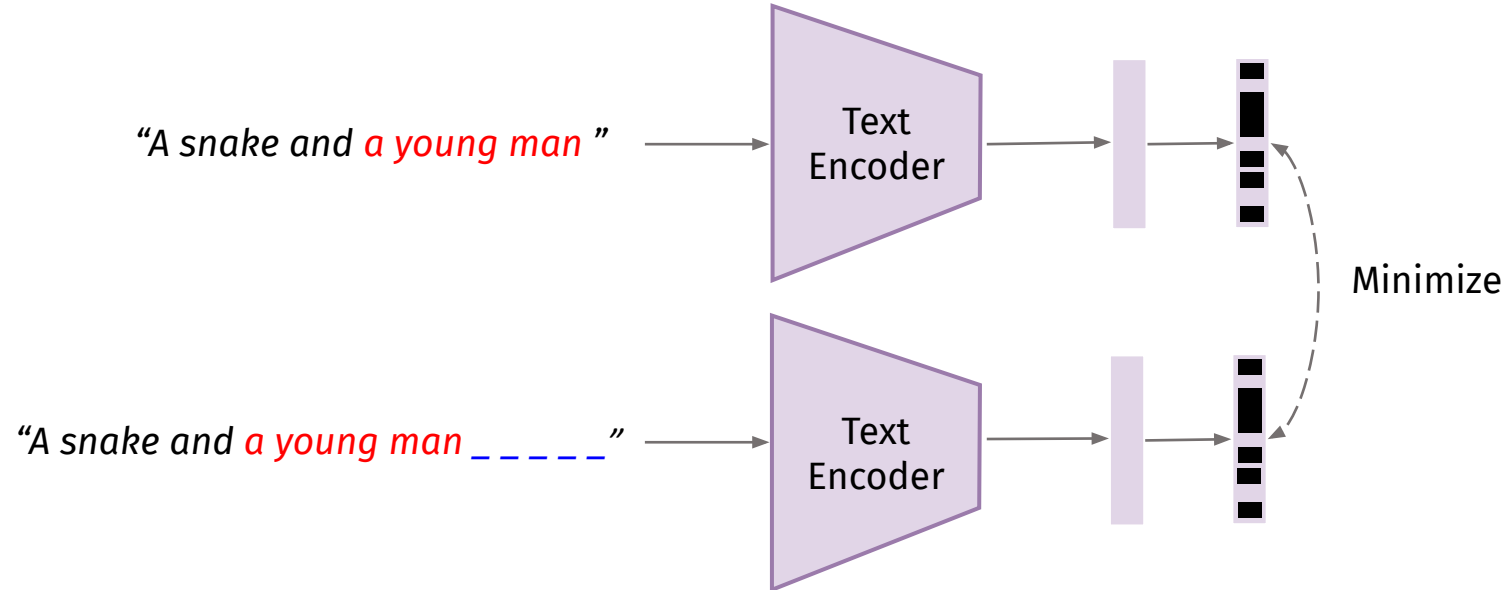 “A snake and a young man ”
Text
Encoder
Minimize
“A snake and a young man _ _ _ _ _”
Text
Encoder